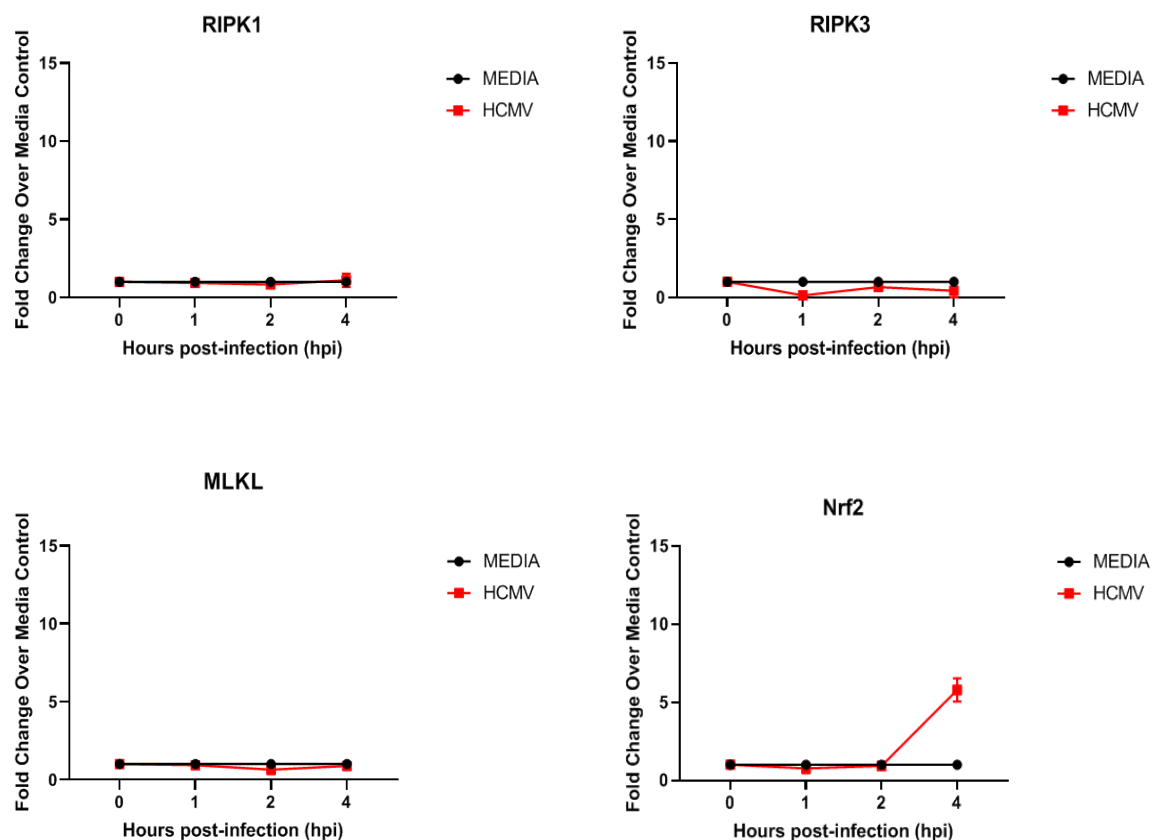 RIPK1
Fold Change Over Media Control
15
10
5
0
0 1 2 4
Hours post-infection (hpi)
MEDIA
HCMV
RIPK3
Fold Change Over Media Control
15
10
5
0
0 1 2 4
Hours post-infection (hpi)
MEDIA
HCMV
MLKL
Fold Change Over Media Control
15
10
5
0
0 1 2 4
Hours post-infection (hpi)
MEDIA
HCMV
Nrf2
Fold Change Over Media Control
15
10
5
0
0 1 2 4
Hours post-infection (hpi)
MEDIA
HCMV